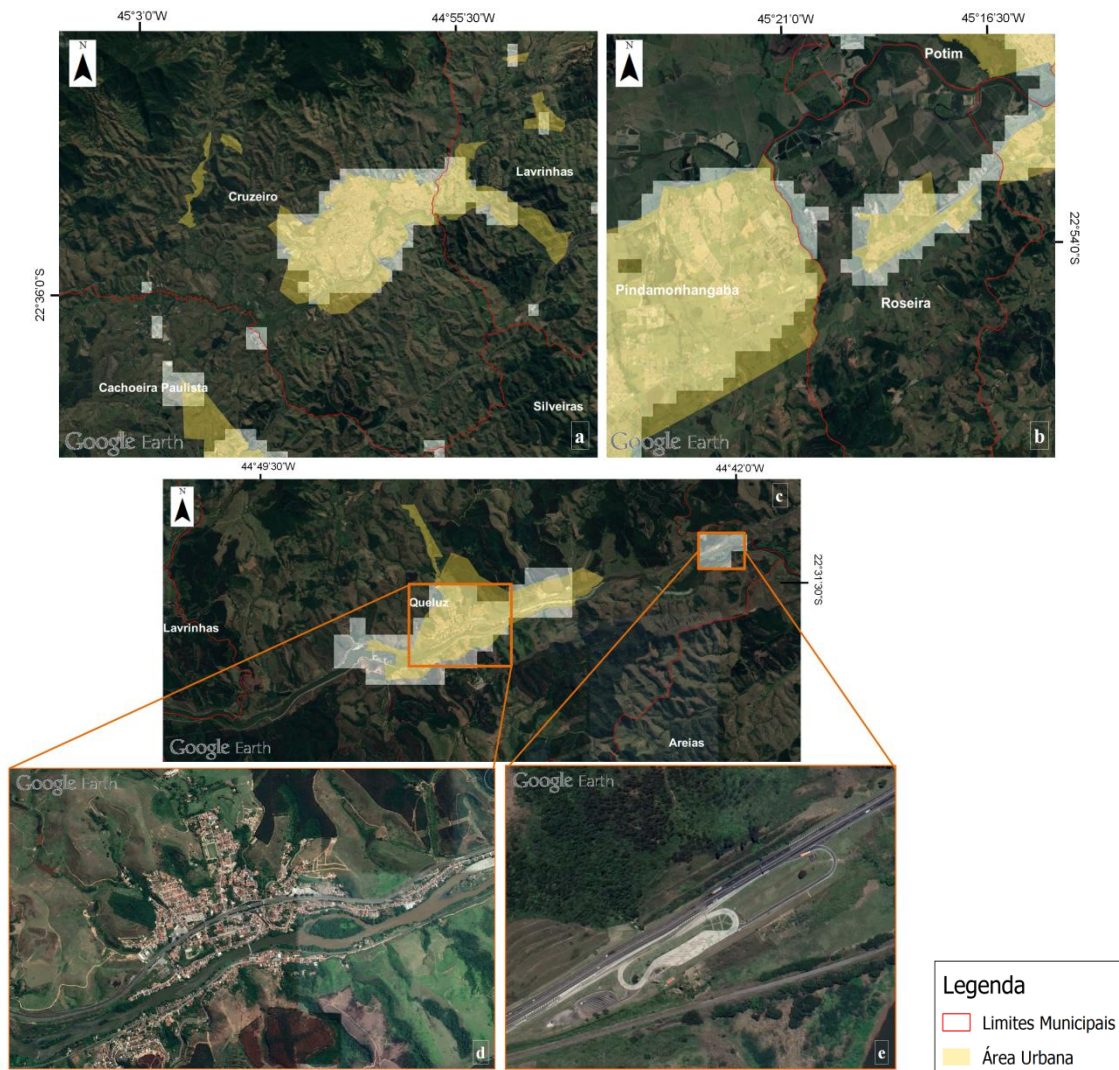 45°3'0"W
44°55'30"W
45°21'0"W
45°16'30"W
N
N
Potim
Lavrinhas
Cruzeiro
22°36'0"S
22°54'0"S
Pindamonhangaba
Roseira
Cachoeira Paulista
Silveiras
Google Earth
a
Google Earth
b
44°49'30"W
44°42'0"W
N
c
22°31'30"S
Queluz
Lavrinhas
Areias
Google Earth
Google Earth
Google Earth
d
e
Legenda
Limites Municipais
Área Urbana